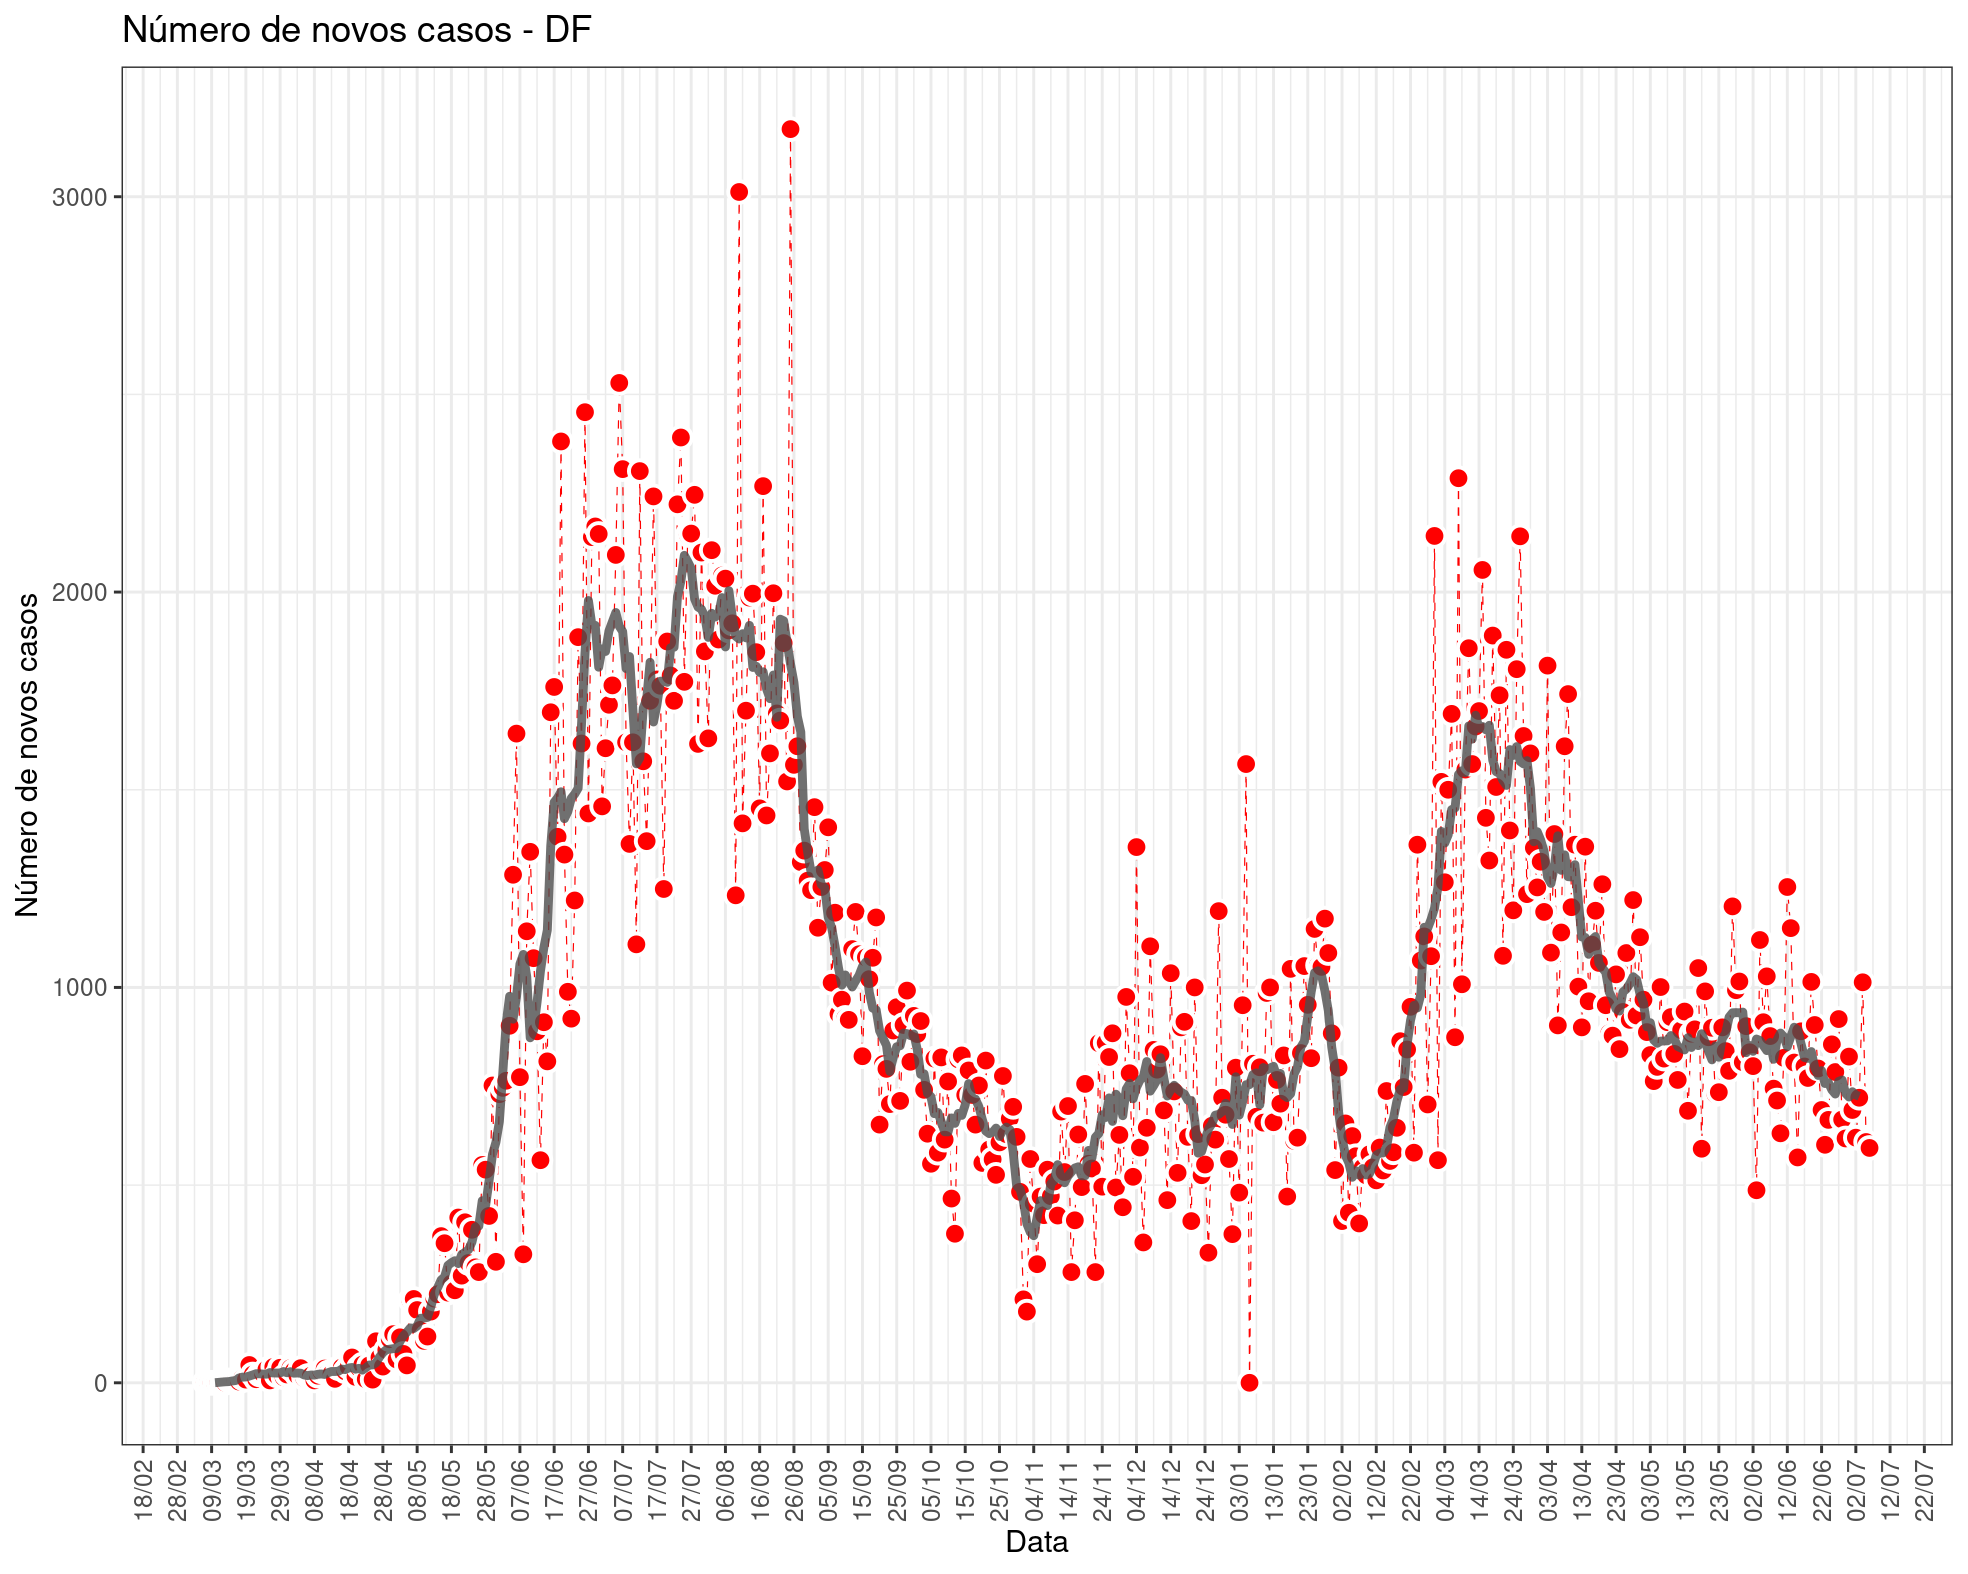 Número de novos casos - DF
Número de novos casos
3000
2000
1000
0
18/02 28/02 09/03 19/03 29/03 08/04 18/04 28/04 08/05 18/05 28/05 07/06 17/06 27/06 07/07 17/07 27/07 06/08 16/08 26/08 05/09 15/09 25/09 05/10 15/10 25/10 04/11 14/11 24/11 04/12 14/12 24/12 03/01 13/01 23/01 02/02 12/02 22/02 04/03 14/03 24/03 03/04 13/04 23/04 03/05 13/05 23/05 02/06 12/06 22/06 02/07 12/07 22/07
Data